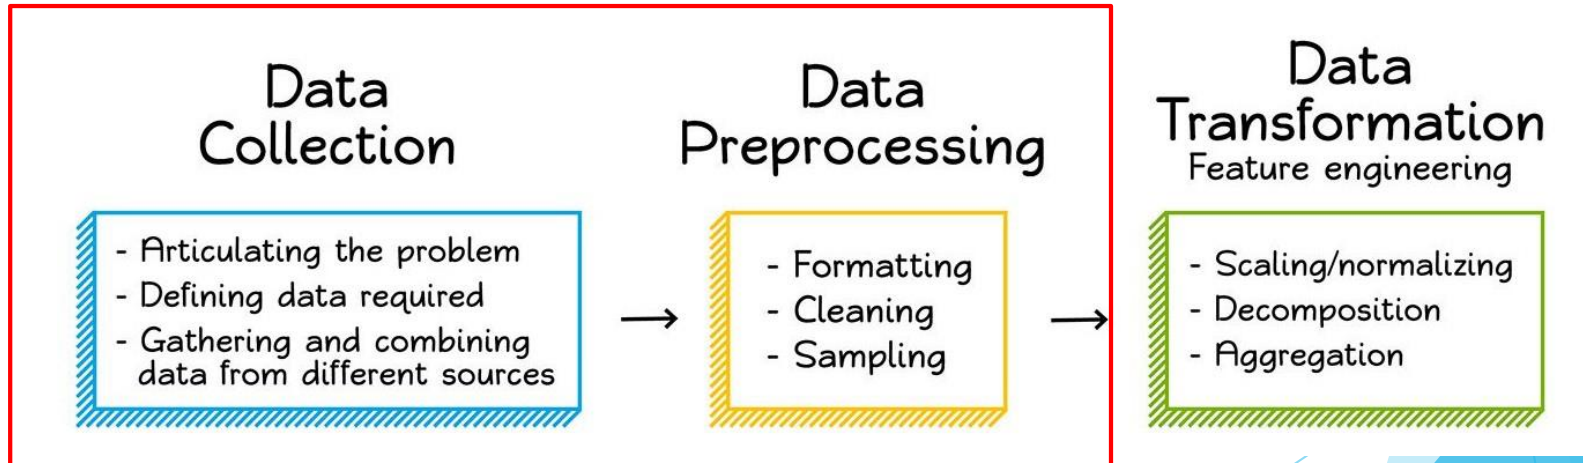 Data
Collection
- Articulating the problem
- Defining data required
- Gathering and combining
data from different sources
Data
Preprocessing
- Formatting
- Cleaning
- Sampling
Data
Transformation
Feature engineering
- Scaling/normalizing
- Decomposition
- Aggregation